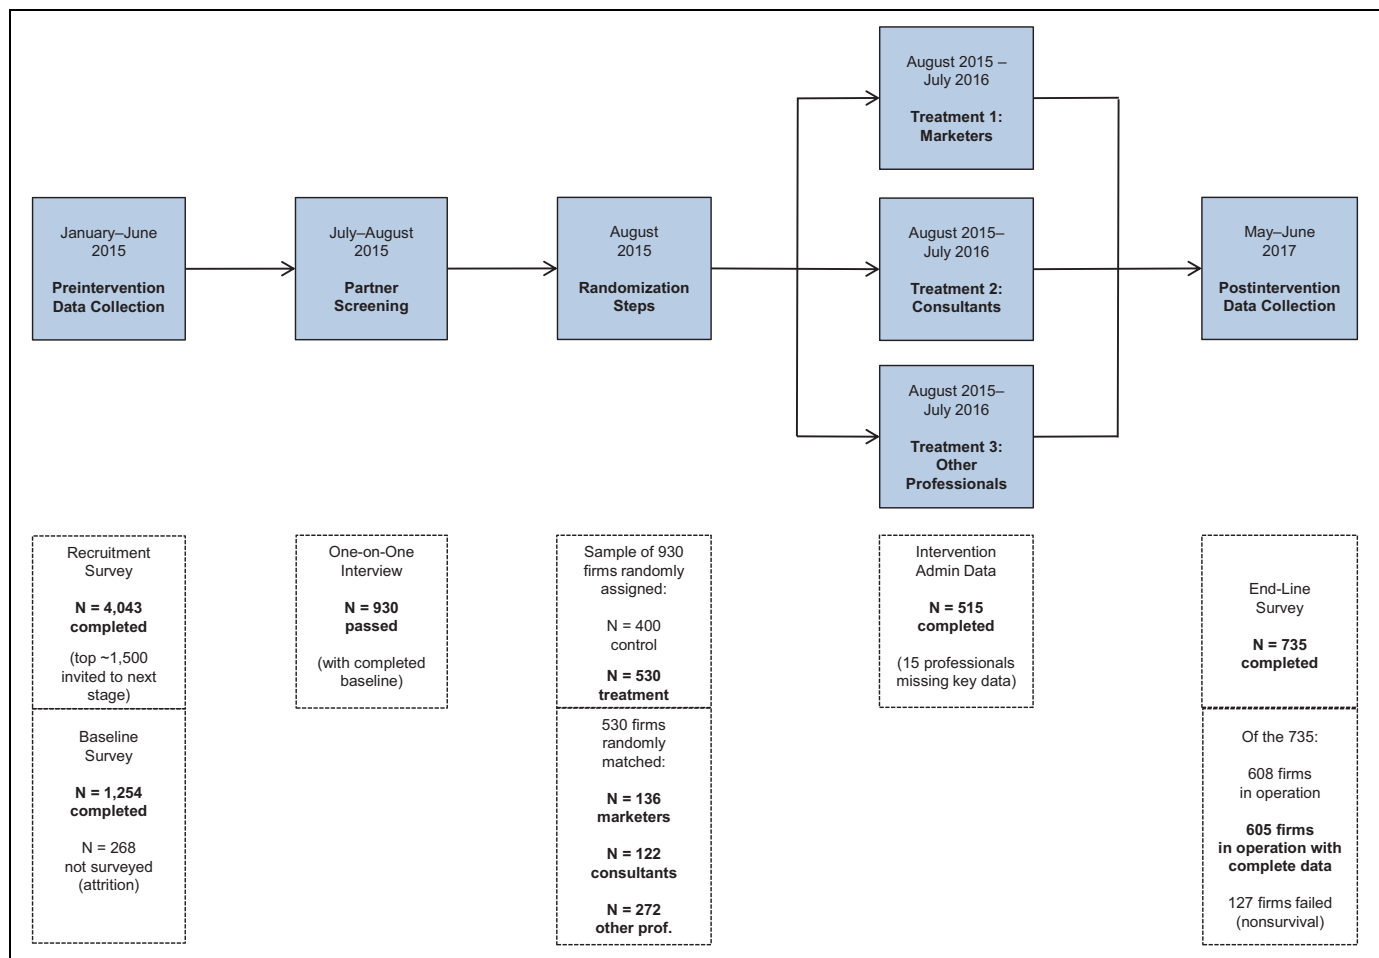 January–June
2015
Preintervention
Data Collection
July–August
2015
Partner
Screening
August
2015
Randomization
Steps
August 2015 –
July 2016
Treatment 1:
Marketers
August 2015–
July 2016
Treatment 2:
Consultants
August 2015–
July 2016
Treatment 3:
Other
Professionals
May–June
2017
Postintervention
Data Collection
Recruitment
Survey
N = 4,043
completed
(top ~1,500
invited to next
stage)
Baseline
Survey
N = 1,254
completed
N = 268
not surveyed
(attrition)
One-on-One
Interview
N = 930
passed
(with completed
baseline)
Sample of 930
firms randomly
assigned:
N = 400
control
N = 530
treatment
530 firms
randomly
matched:
N = 136
marketers
N = 122
consultants
N = 272
other prof.
Intervention
Admin Data
N = 515
completed
(15 professionals
missing key data)
End-Line
Survey
N = 735
completed
Of the 735:
608 firms
in operation
605 firms
in operation with
complete data
127 firms failed
(nonsurvival)